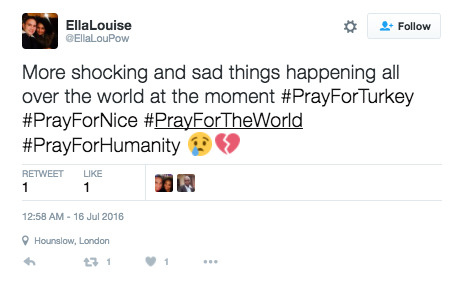 EllaLouise
@EllaLouPow
Follow
More shocking and sad things happening all
over the world at the moment #PrayForTurkey
#PrayForNice #PrayForTheWorld
#PrayForHumanity 😢💔
RETWEET LIKE
1 1
12:58 AM - 16 Jul 2016
Hounslow, London
1 1